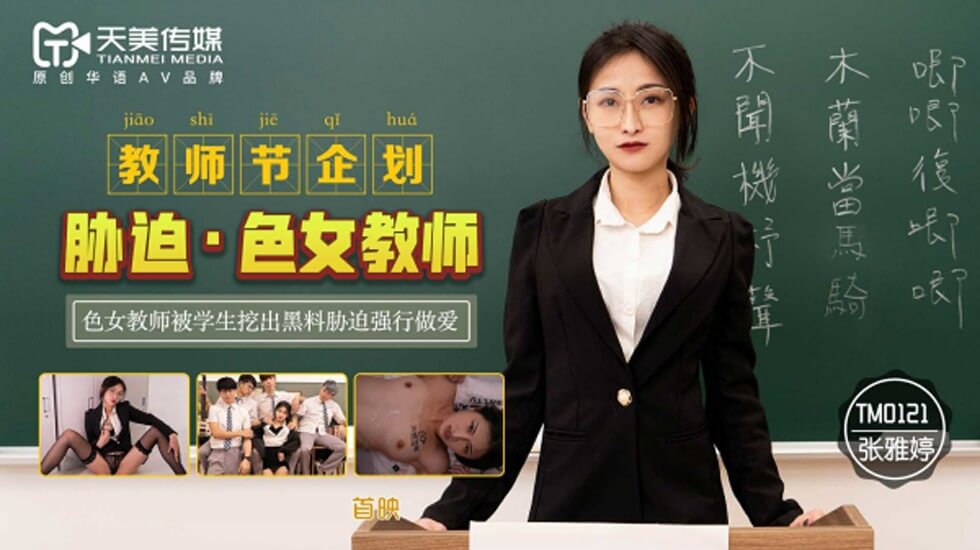 天美传媒
TIANMEI MEDIA
原创华语AV品牌
jiāo shī jiē qǐ huá
教师节企划
胁迫·色女教师
色女教师被学生挖出黑料胁迫强行做爱
首映
不聞機予聲
木蘭當馬騎
唧唧復唧唧
TM0121
张雅婷